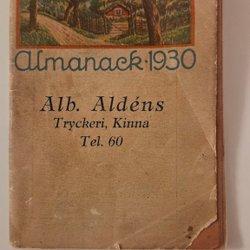 Almanack·1930
Alb. Aldéns
Tryckeri, Kinna
Tel. 60